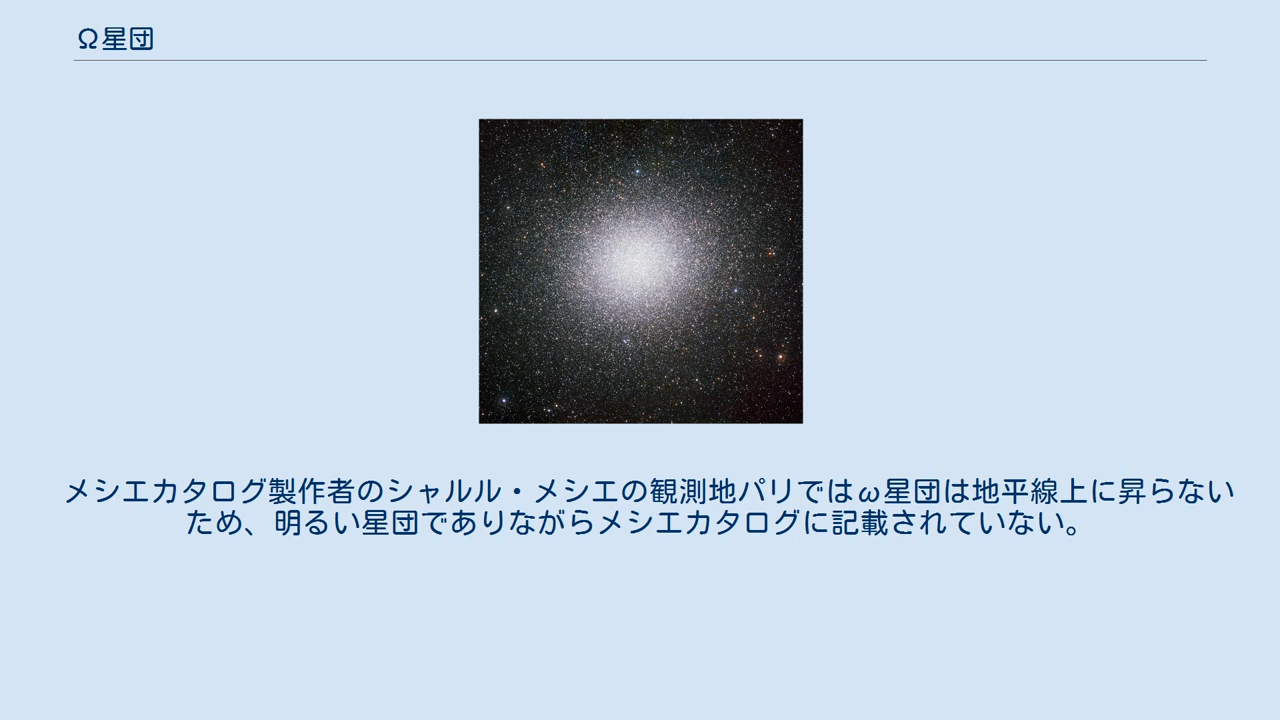 Ω星団
メシエカタログ製作者のシャルル・メシエの観測地パリではω星団は地平線上に昇らない
ため、明るい星団でありながらメシエカタログに記載されていない。